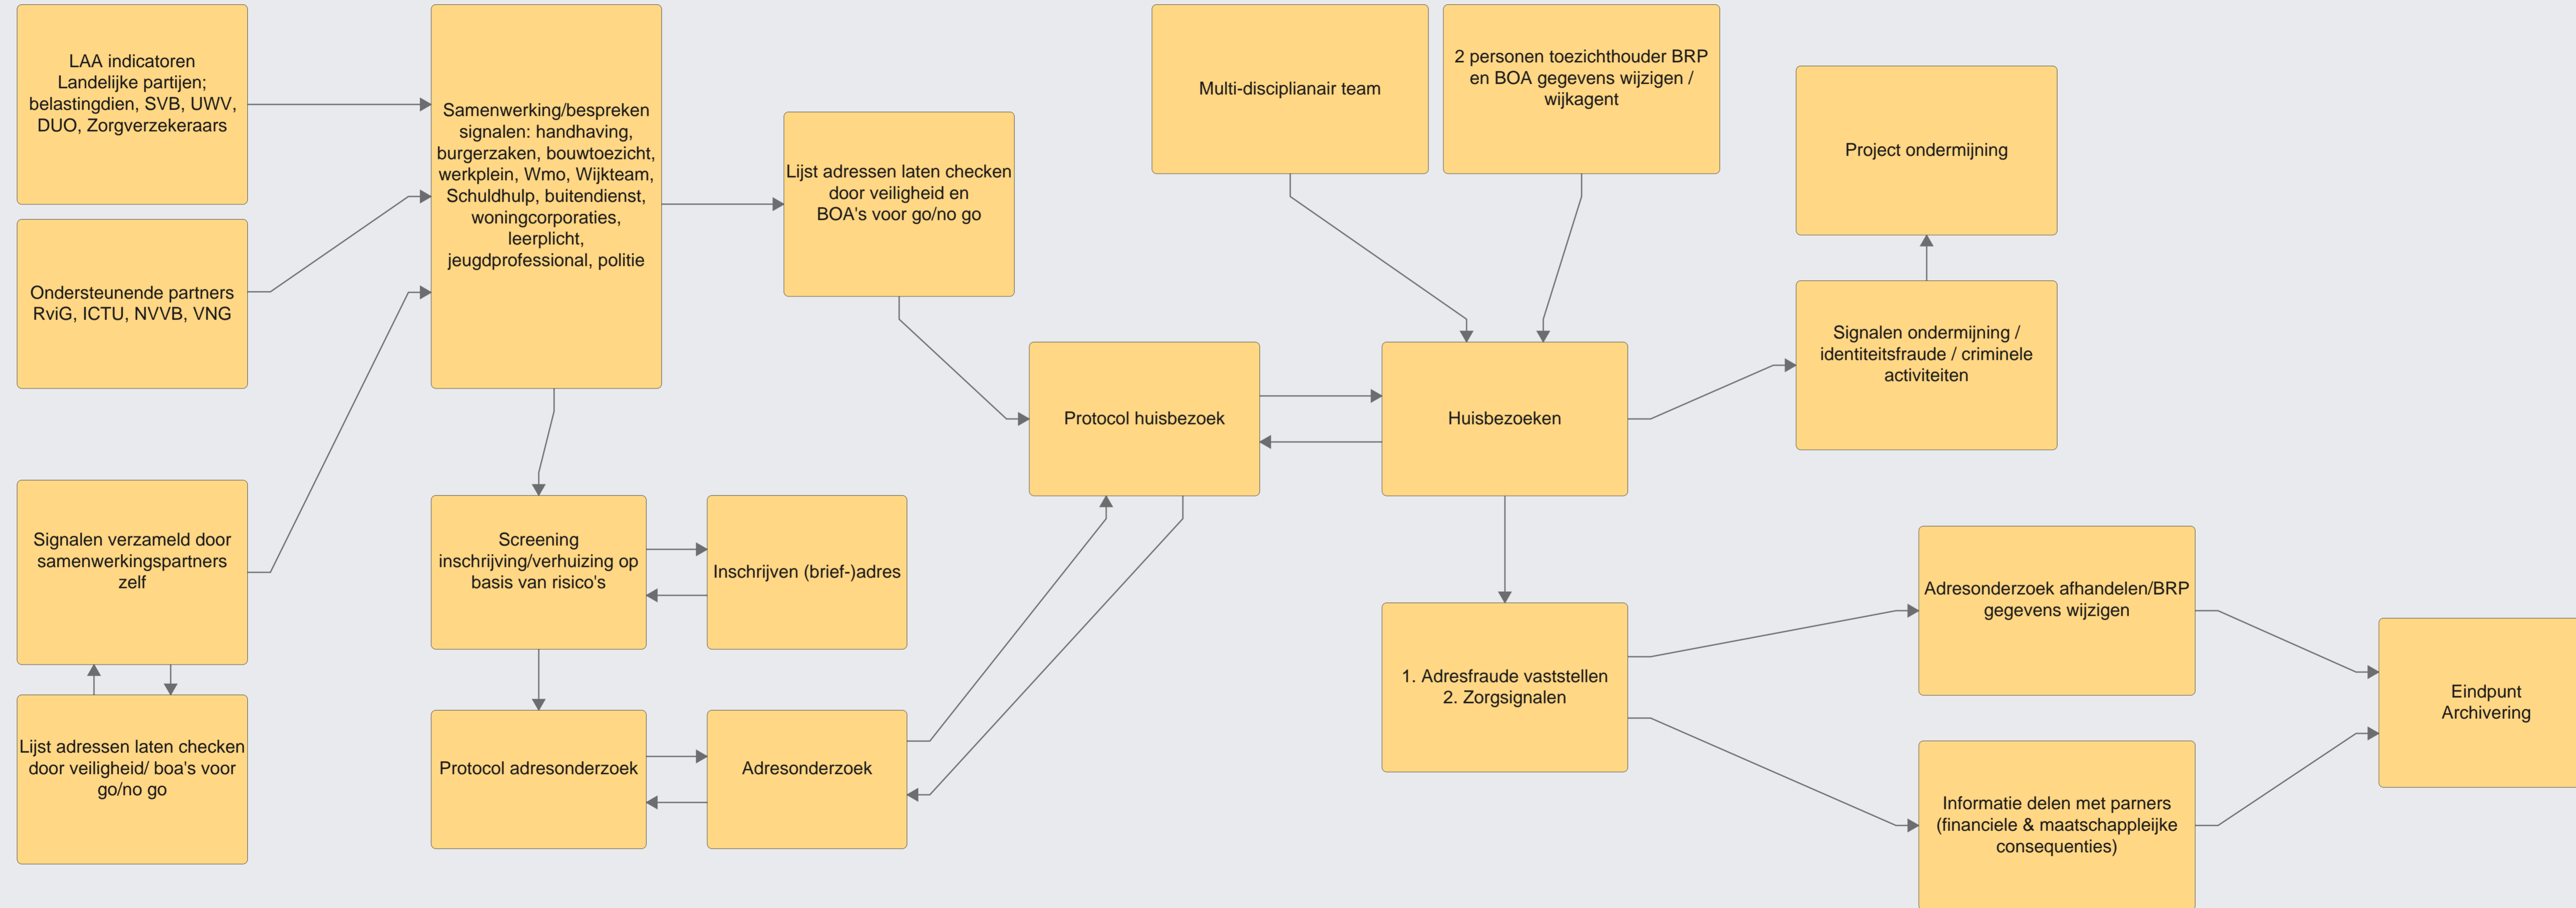 LAA indicatoren
Landelijke partijen;
belastingdien, SVB, UWV,
DUO, Zorgverzekeraars
Ondersteunende partners
RviG, ICTU, NVVB, VNG
Signalen verzameld door
samenwerkingspartners
zelf
Lijst adressen laten checken
door veiligheid/ boa's voor
go/no go
Samenwerking/bespreken
signalen: handhaving,
burgerzaken, bouwtoezicht,
werkplein, Wmo, Wijkteam,
Schuldhulp, buitendienst,
woningcorporaties,
leerplicht,
jeugdprofessional, politie
Lijst adressen laten checken
door veiligheid en
BOA's voor go/no go
Screening
inschrijving/verhuizing op
basis van risico's
Inschrijven (brief-)adres
Protocol adresonderzoek
Adresonderzoek
Protocol huisbezoek
Multi-disciplianair team
2 personen toezichthouder BRP
en BOA gegevens wijzigen /
wijkagent
Huisbezoeken
Project ondermijning
Signalen ondermijning /
identiteitsfraude / criminele
activiteiten
1. Adresfraude vaststellen
2. Zorgsignalen
Adresonderzoek afhandelen/BRP
gegevens wijzigen
Informatie delen met parners
(financiele & maatschappleijke
consequenties)
Eindpunt
Archivering